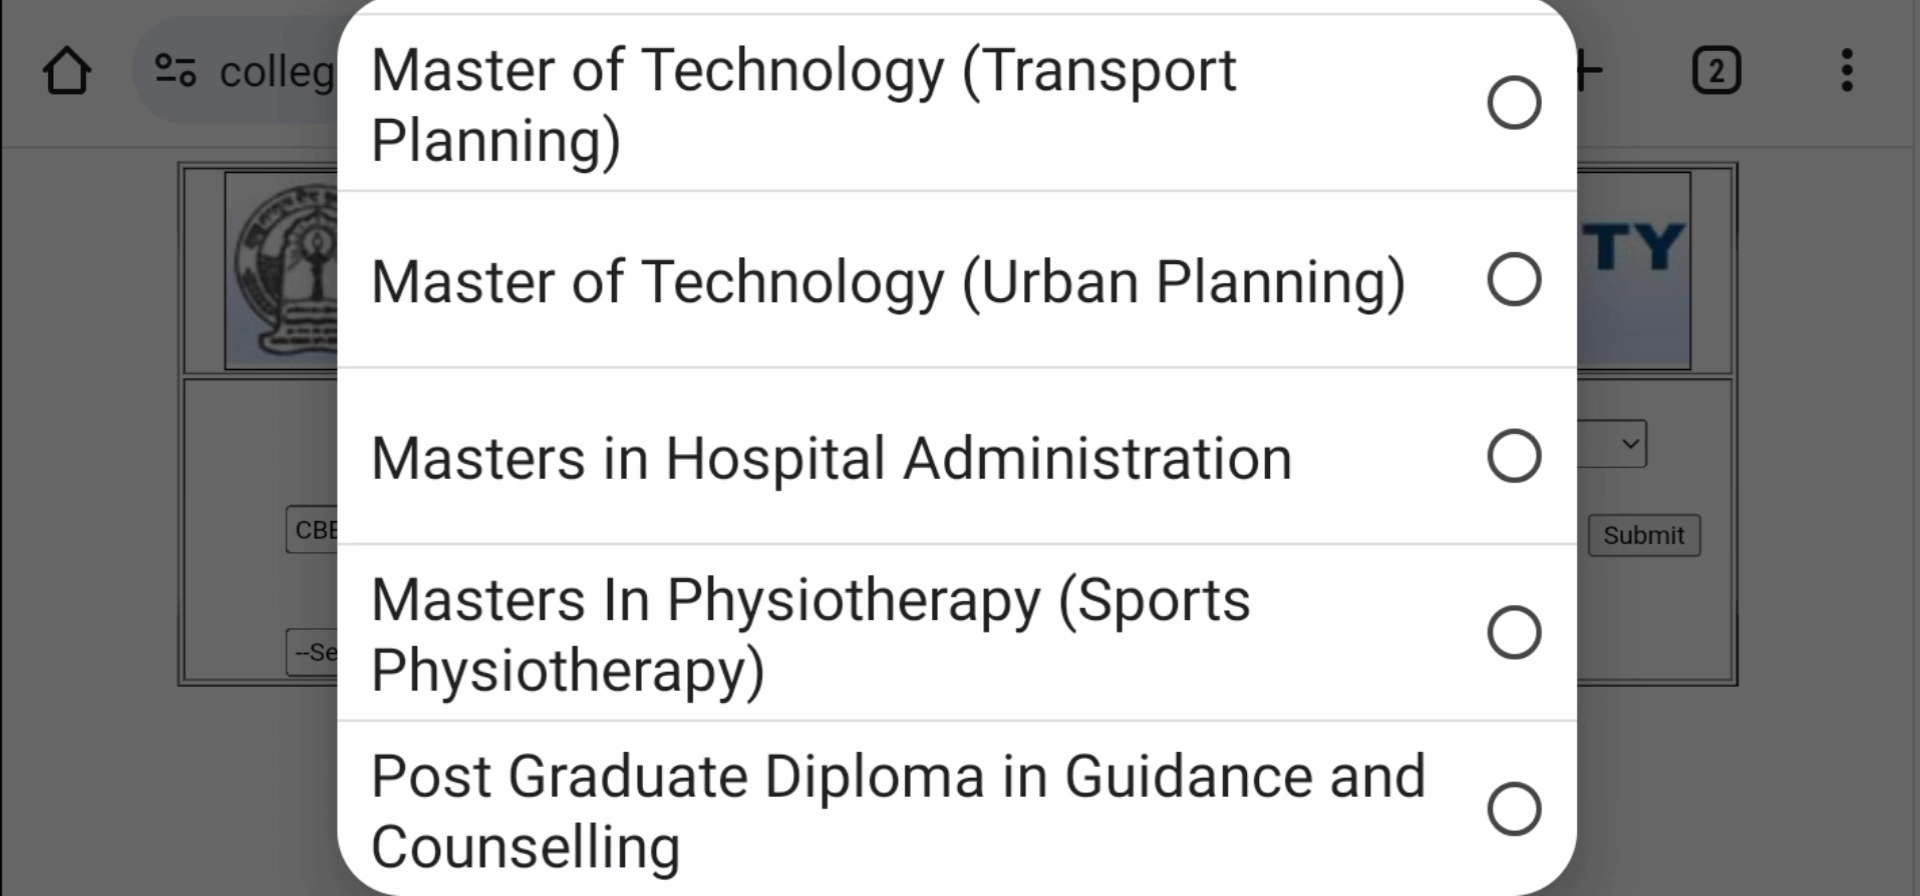 colleg
2
Master of Technology (Transport
Planning)
Master of Technology (Urban Planning)
Masters in Hospital Administration
Masters In Physiotherapy (Sports
Physiotherapy)
Post Graduate Diploma in Guidance and
Counselling
TY
CBE
Submit
--Se